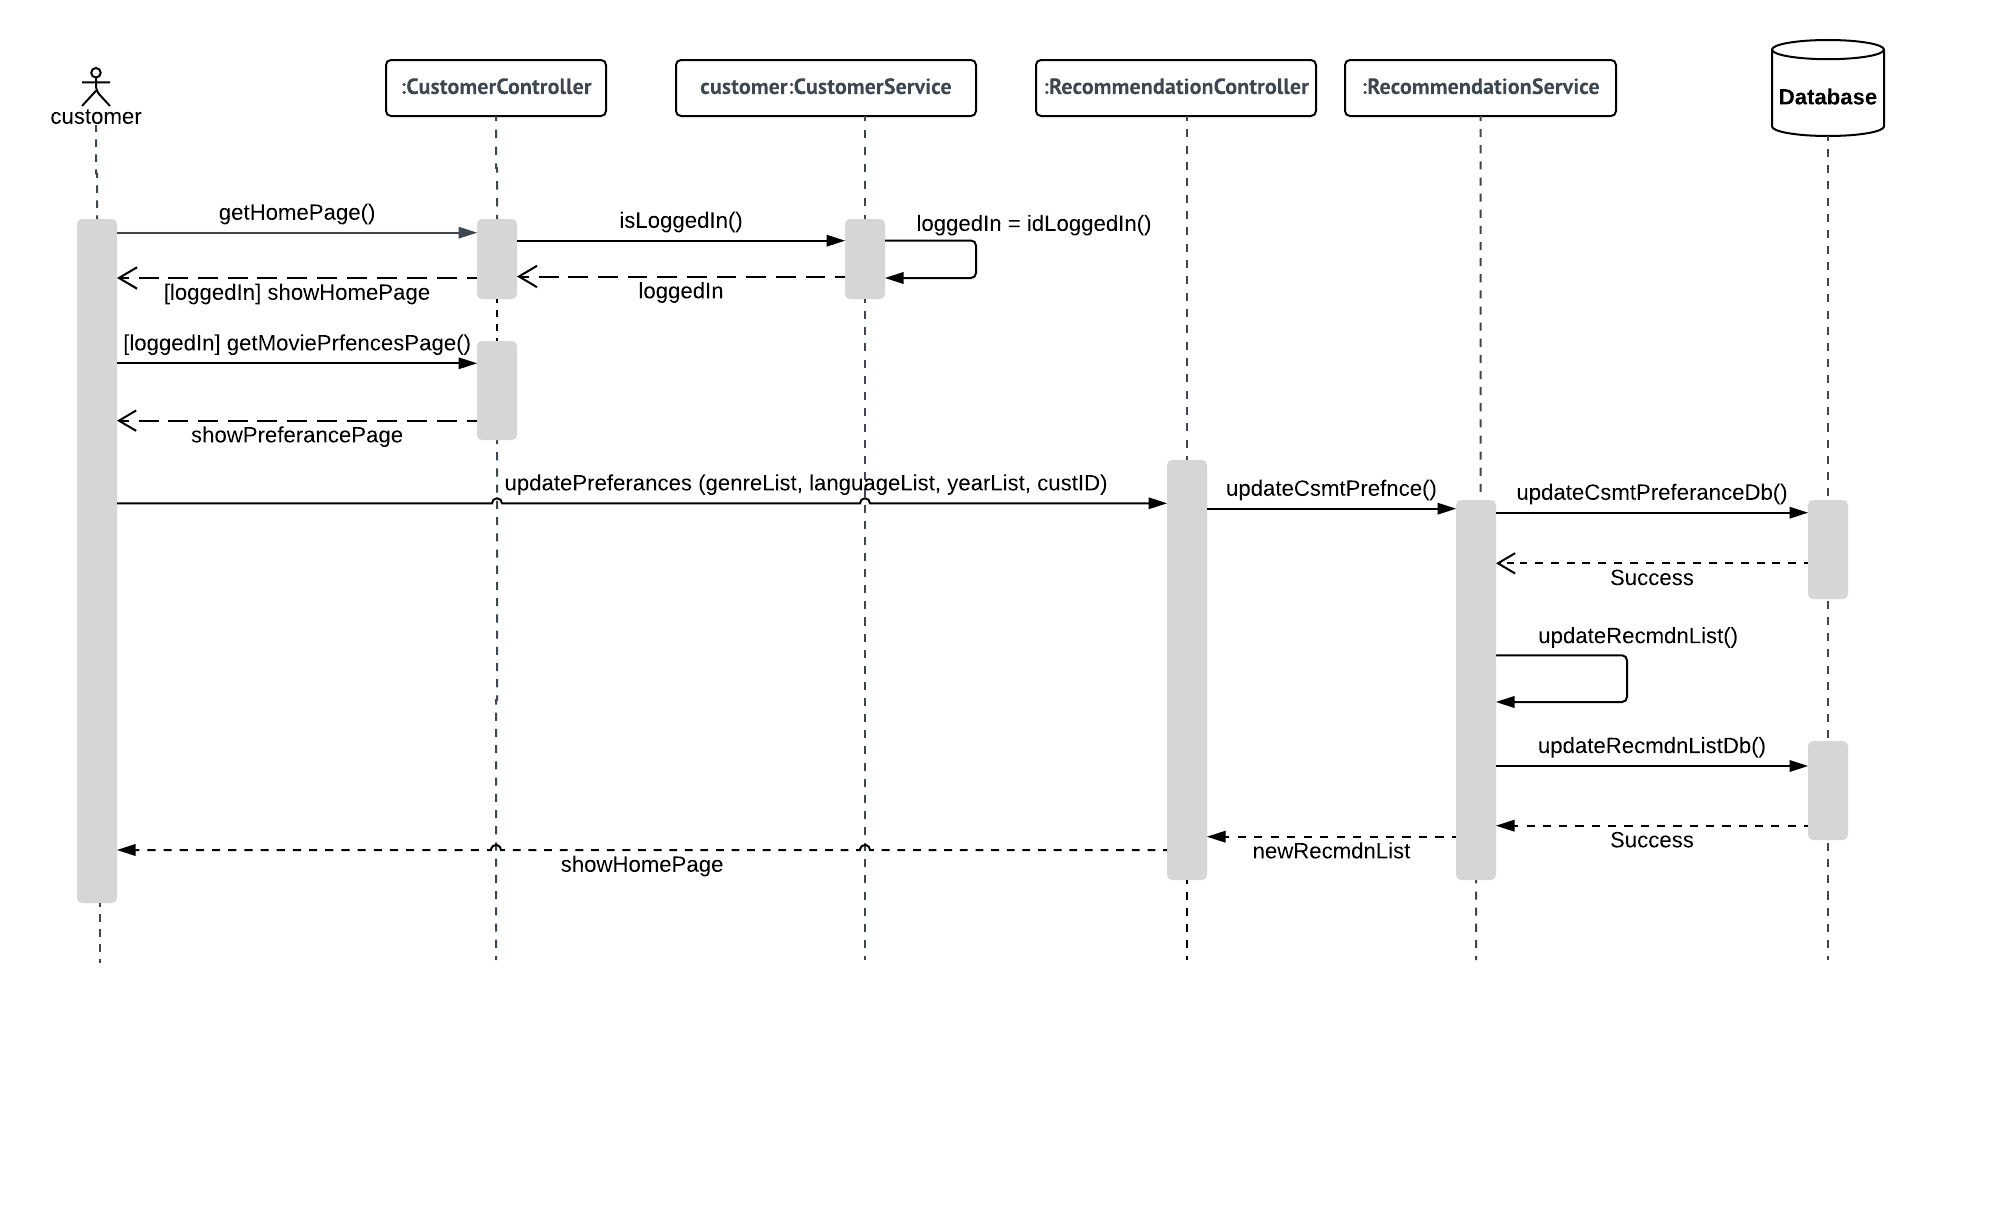 customer
:CustomerController
customer:CustomerService
:RecommendationController
:RecommendationService
Database
getHomePage()
isLoggedIn()
loggedIn = idLoggedIn()
[loggedIn] showHomePage
loggedIn
[loggedIn] getMoviePrfencesPage()
showPreferancePage
updatePreferances (genreList, languageList, yearList, custID)
updateCsmtPrefnce()
updateCsmtPreferanceDb()
Success
updateRecmdnList()
updateRecmdnListDb()
Success
newRecmdnList
showHomePage